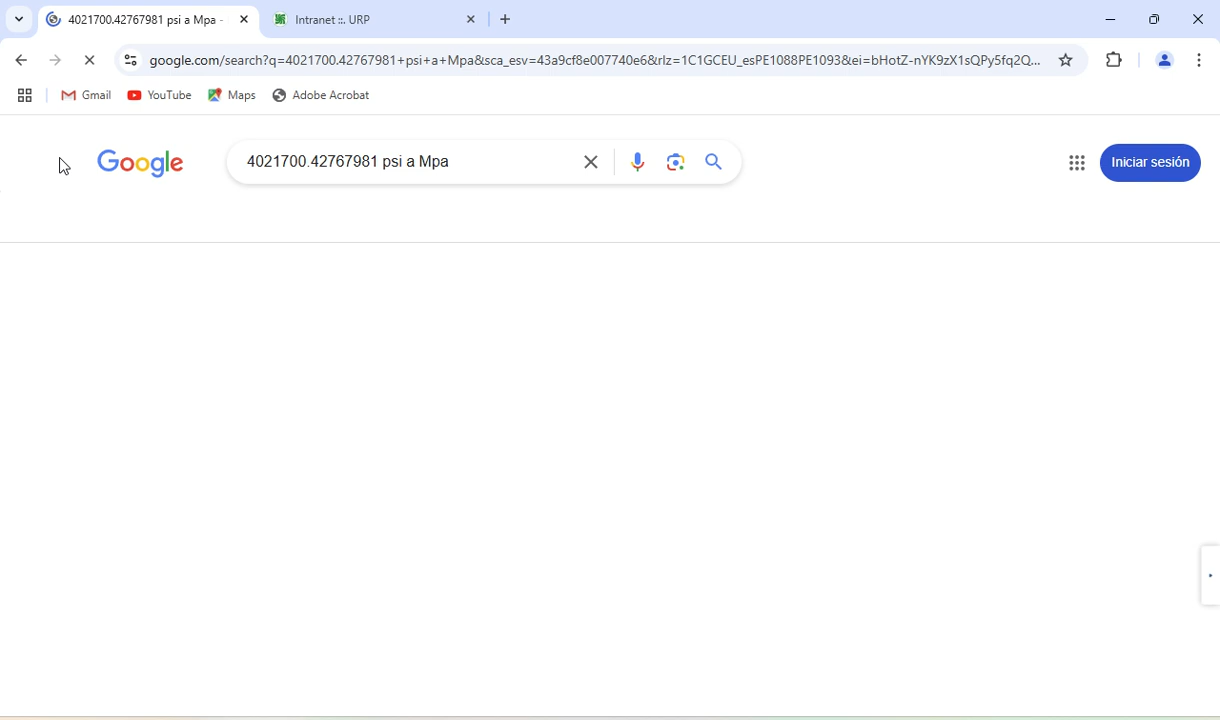 4021700.42767981 psi a Mpa -
Intranet ::. URP
google.com/search?q=4021700.42767981+psi+a+Mpa&sca_esv=43a9cf8e007740e6&rlz=1C1GCEU_esPE1088PE1093&ei=bHotZ-nYK9zX1sQPy5fq2Q...
Gmail
YouTube
Maps
Adobe Acrobat
Google
4021700.42767981 psi a Mpa
Iniciar sesión